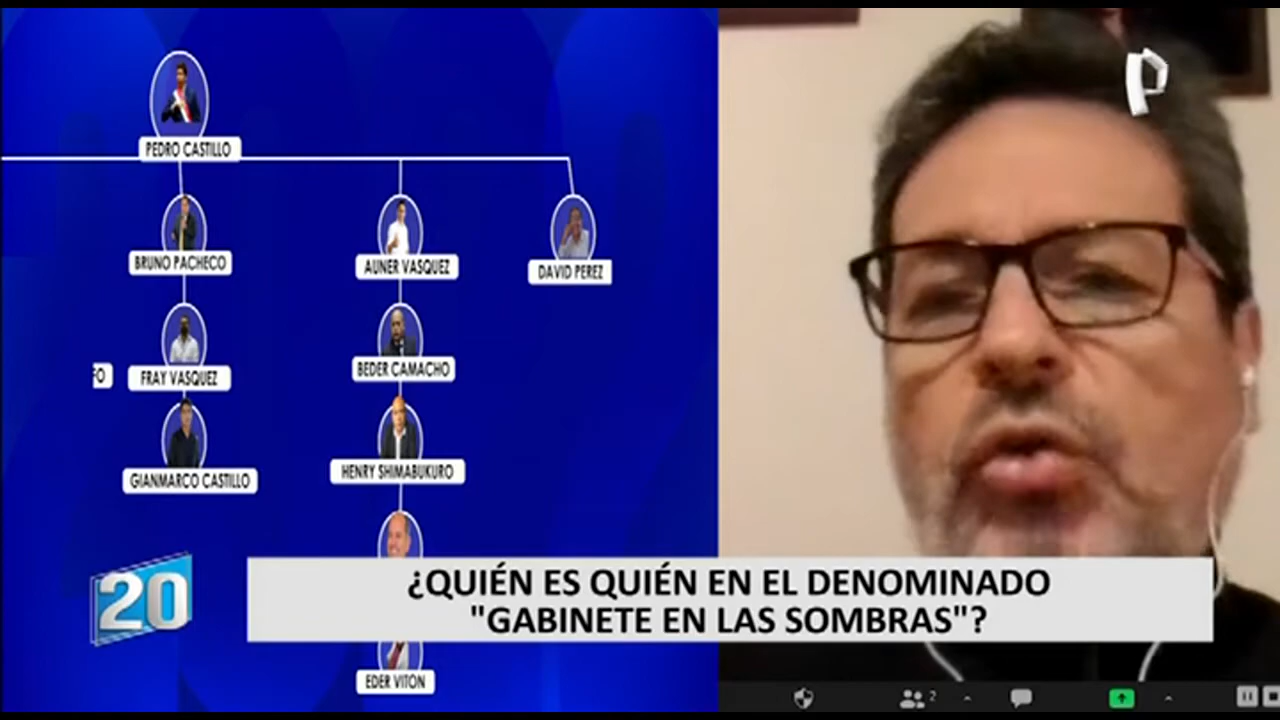 PEDRO CASTILLO
BRUNO PACHECO
AUNER VASQUEZ
DAVID PEREZ
FRAY VASQUEZ
BEDER CAMACHO
GIANMARCO CASTILLO
HENRY SHIMABUKURO
20
¿QUIÉN ES QUIÉN EN EL DENOMINADO
"GABINETE EN LAS SOMBRAS"?
EDER VITON
2